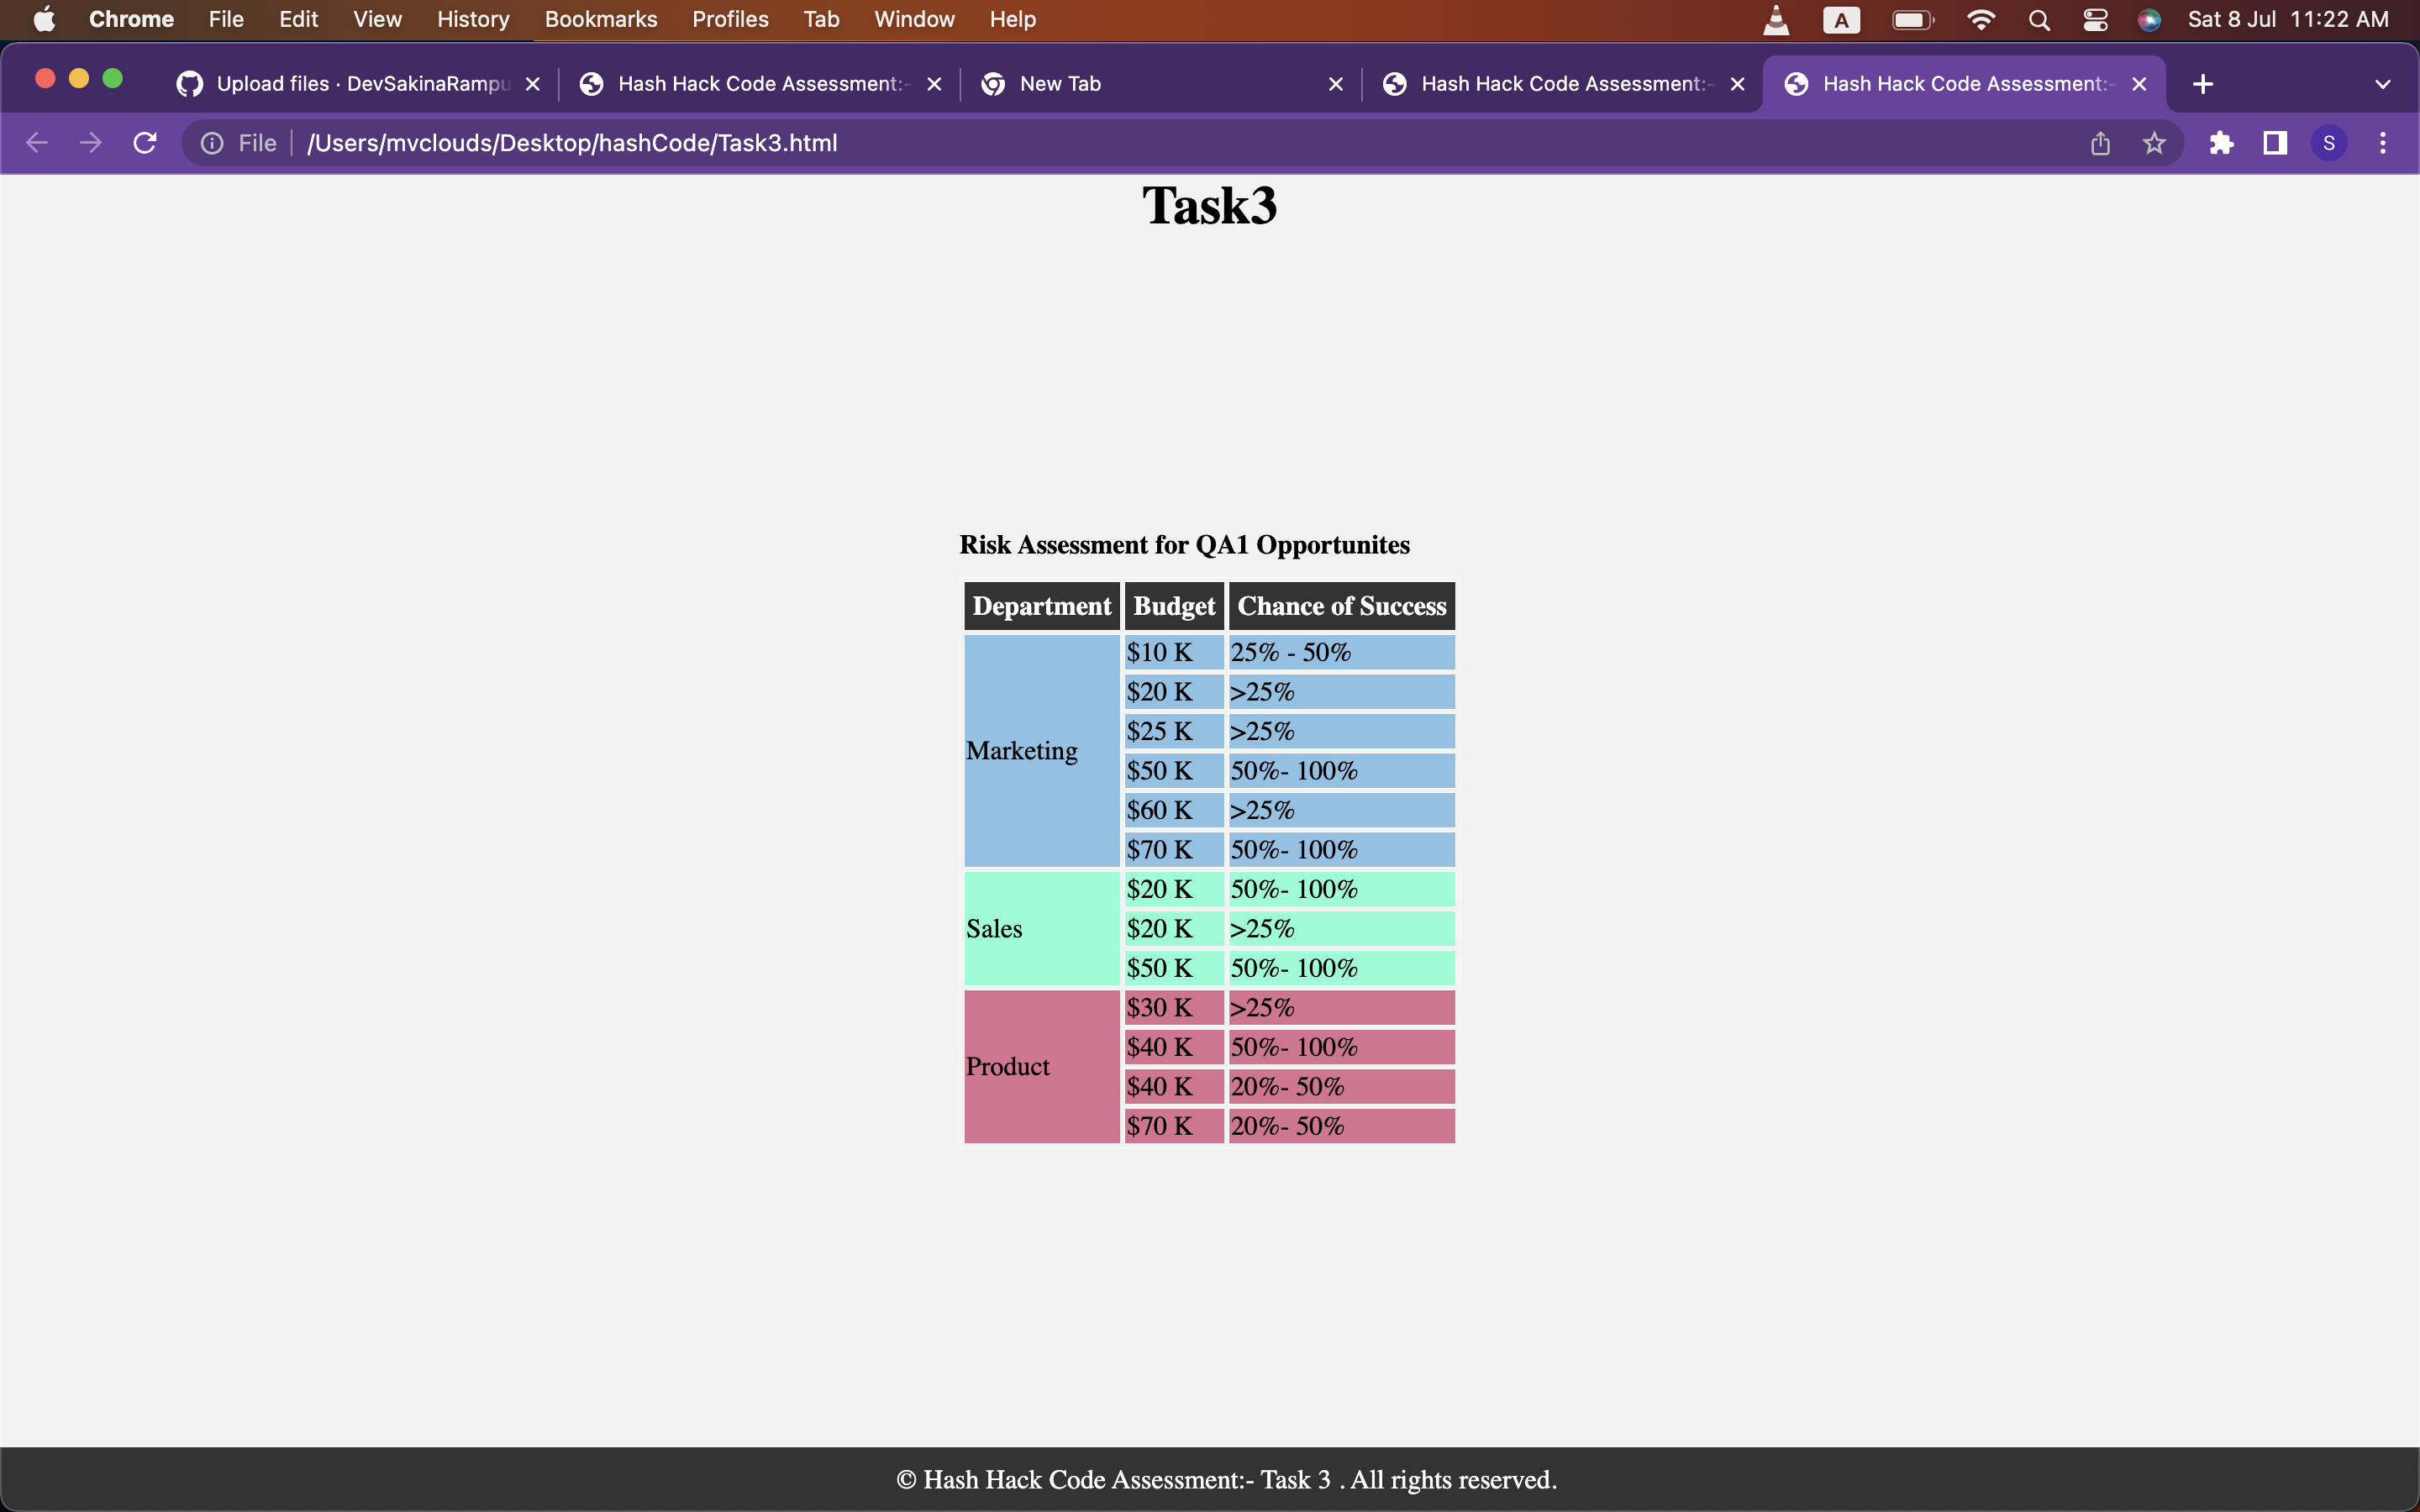 Chrome File Edit View History Bookmarks Profiles Tab Window Help A Sat 8 Jul 11:22 AM
Upload files · DevSakinaRampu Hash Hack Code Assessment:- New Tab Hash Hack Code Assessment:- Hash Hack Code Assessment:-
File /Users/mvclouds/Desktop/hashCode/Task3.html S
Task3
Risk Assessment for QA1 Opportunites
Department Budget Chance of Success
Marketing
$10 K 25% - 50%
$20 K >25%
$25 K >25%
$50 K 50%- 100%
$60 K >25%
$70 K 50%- 100%
Sales
$20 K 50%- 100%
$20 K >25%
$50 K 50%- 100%
Product
$30 K >25%
$40 K 50%- 100%
$40 K 20%- 50%
$70 K 20%- 50%
© Hash Hack Code Assessment:- Task 3 . All rights reserved.